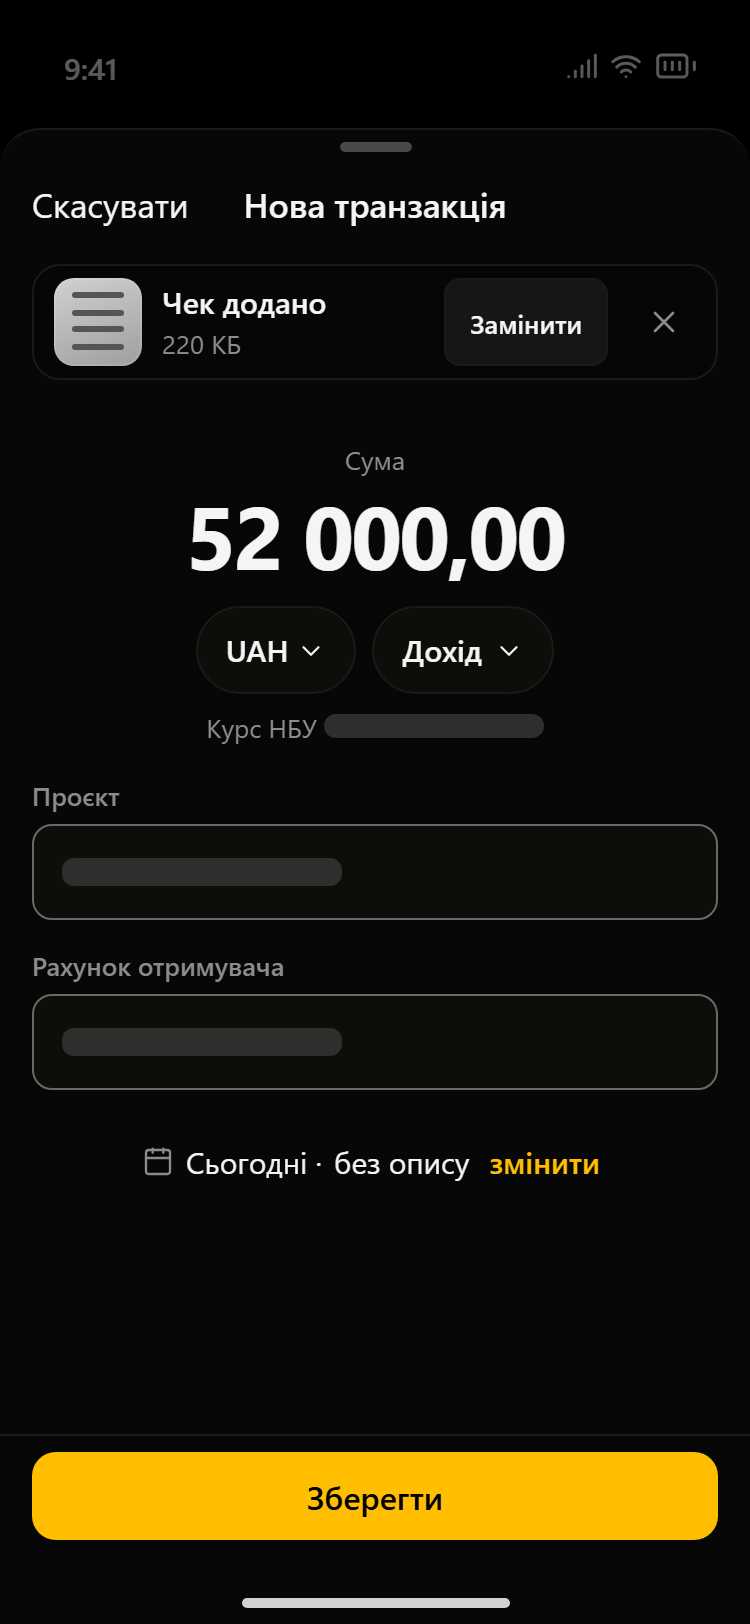 9:41
Скасувати Нова транзакція
Чек додано
220 КБ
Замінити
Сума
52 000,00
UAH Дохід
Курс НБУ
Проєкт
Рахунок отримувача
Сьогодні · без опису змінити
Зберегти